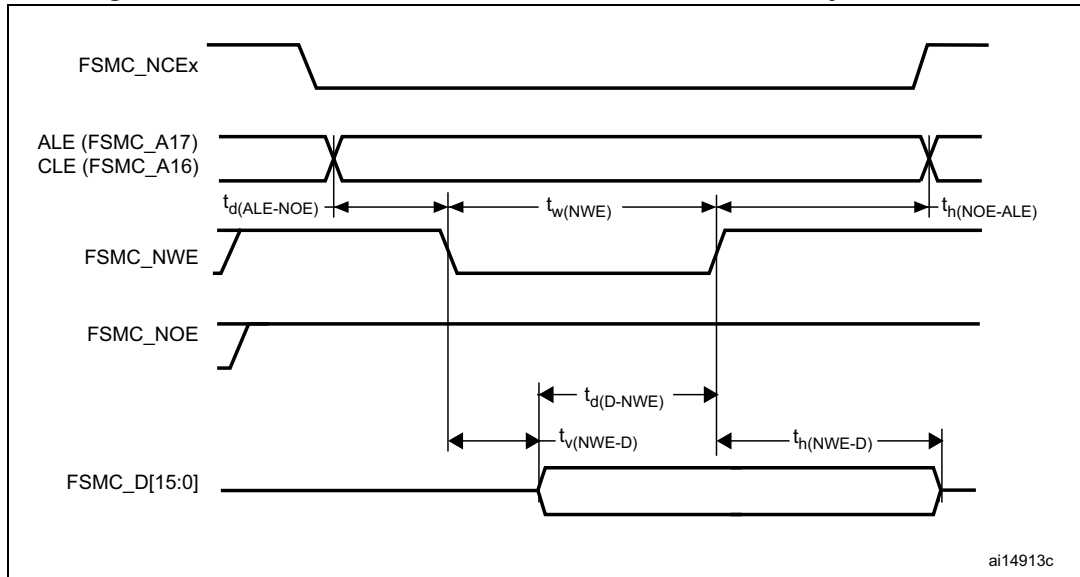 FSMC_NCEx
ALE (FSMC_A17)
CLE (FSMC_A16)
td(ALE-NOE)
tw(NWE)
th(NOE-ALE)
FSMC_NWE
FSMC_NOE
td(D-NWE)
tv(NWE-D)
th(NWE-D)
FSMC_D[15:0]
ai14913c